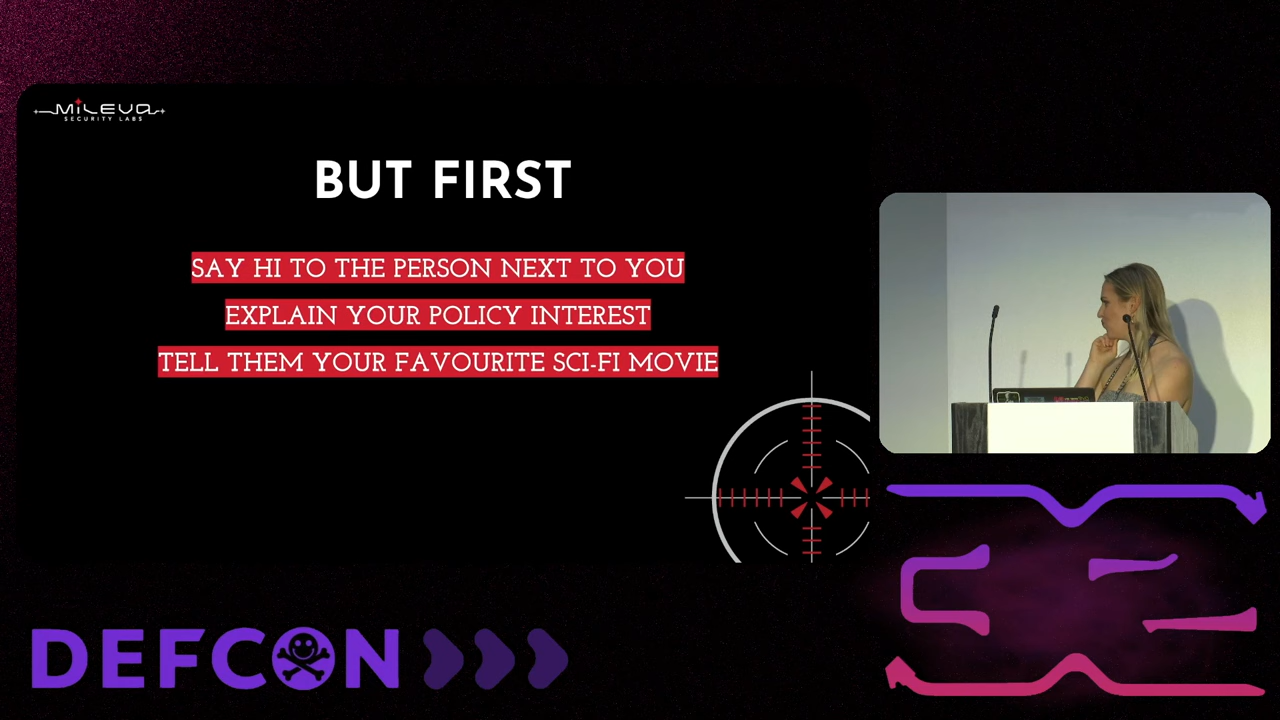 MILEVA
SECURITY LABS
BUT FIRST
SAY HI TO THE PERSON NEXT TO YOU
EXPLAIN YOUR POLICY INTEREST
TELL THEM YOUR FAVOURITE SCI-FI MOVIE
DEFCON